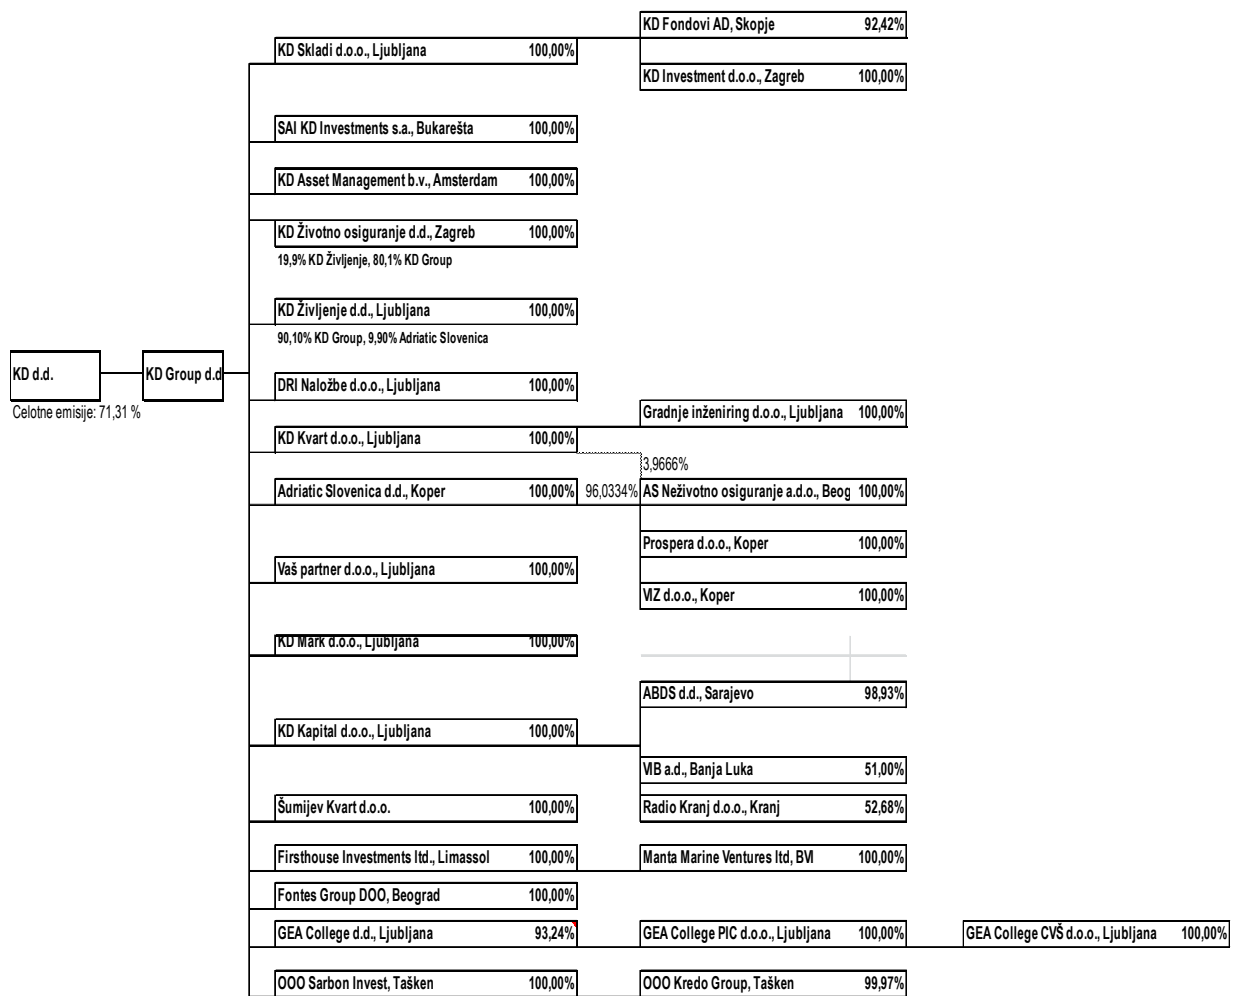 KD Fondovi AD, Skopje 92,42%
KD Skladi d.o.o., Ljubljana 100,00%
KD Investment d.o.o., Zagreb 100,00%
SAI KD Investments s.a., Bukarešta 100,00%
KD Asset Management b.v., Amsterdam 100,00%
KD Životno osiguranje d.d., Zagreb 100,00%
19,9% KD Življenje, 80,1% KD Group
KD Življenje d.d., Ljubljana 100,00%
90,10% KD Group, 9,90% Adriatic Slovenica
KD d.d. KD Group d.d
DRI Naložbe d.o.o., Ljubljana 100,00%
Celotne emisije: 71,31 %
Gradnje inženiring d.o.o., Ljubljana 100,00%
KD Kvart d.o.o., Ljubljana 100,00%
3,9666%
Adriatic Slovenica d.d., Koper 100,00% 96,0334% AS Neživotno osiguranje a.d.o., Beog 100,00%
Prospera d.o.o., Koper 100,00%
Vaš partner d.o.o., Ljubljana 100,00%
VIZ d.o.o., Koper 100,00%
KD Mark d.o.o., Ljubljana 100,00%
ABDS d.d., Sarajevo 98,93%
KD Kapital d.o.o., Ljubljana 100,00%
VIB a.d., Banja Luka 51,00%
Šumijev Kvart d.o.o. 100,00% Radio Kranj d.o.o., Kranj 52,68%
Firsthouse Investments ltd., Limassol 100,00% Manta Marine Ventures ltd, BVI 100,00%
Fontes Group DOO, Beograd 100,00%
GEA College d.d., Ljubljana 93,24% GEA College PIC d.o.o., Ljubljana 100,00% GEA College CVŠ d.o.o., Ljubljana 100,00%
OOO Sarbon Invest, Tašken 100,00% OOO Kredo Group, Tašken 99,97%